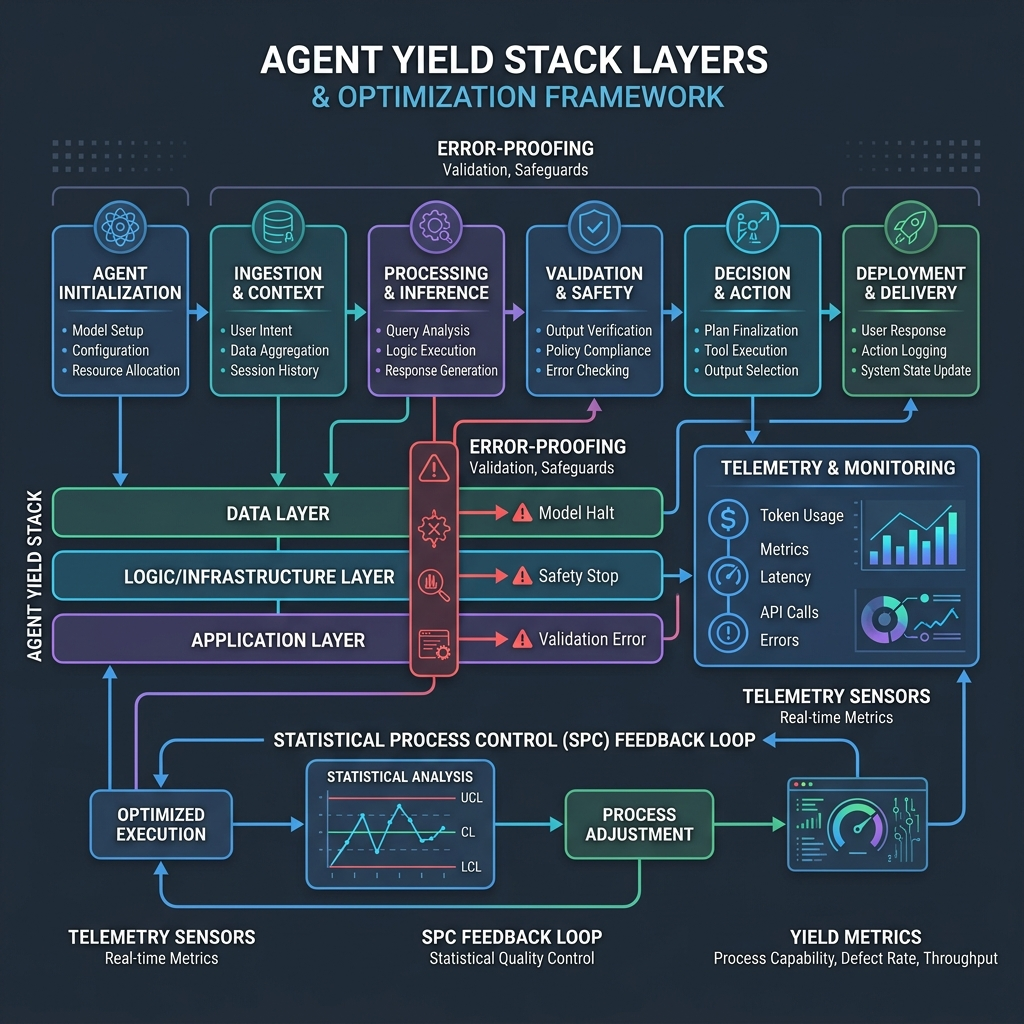 AGENT YIELD STACK LAYERS
& OPTIMIZATION FRAMEWORK
ERROR-PROOFING
Validation, Safeguards
AGENT
INITIALIZATION
• Model Setup
• Configuration
• Resource Allocation
INGESTION
& CONTEXT
• User Intent
• Data Aggregation
• Session History
PROCESSING
& INFERENCE
• Query Analysis
• Logic Execution
• Response Generation
VALIDATION
& SAFETY
• Output Verification
• Policy Compliance
• Error Checking
DECISION
& ACTION
• Plan Finalization
• Tool Execution
• Output Selection
DEPLOYMENT
& DELIVERY
• User Response
• Action Logging
• System State Update
ERROR-PROOFING
Validation, Safeguards
AGENT YIELD STACK
DATA LAYER
Model Halt
LOGIC/INFRASTRUCTURE LAYER
Safety Stop
APPLICATION LAYER
Validation Error
TELEMETRY & MONITORING
$
Token Usage
Metrics
Latency
API Calls
Errors
TELEMETRY SENSORS
Real-time Metrics
STATISTICAL PROCESS CONTROL (SPC) FEEDBACK LOOP
OPTIMIZED
EXECUTION
STATISTICAL ANALYSIS
UCL
CL
LCL
PROCESS
ADJUSTMENT
TELEMETRY SENSORS
Real-time Metrics
SPC FEEDBACK LOOP
Statistical Quality Control
YIELD METRICS
Process Capability, Defect Rate, Throughput